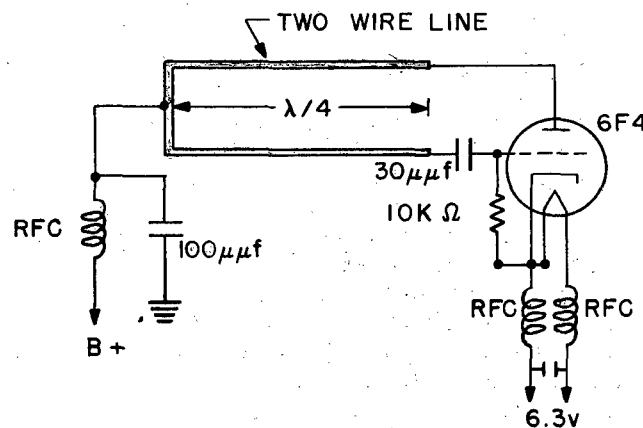 TWO WIRE LINE
λ/4
6F4
30μμf
10K Ω
RFC
100μμf
RFC
RFC
B+
6.3v